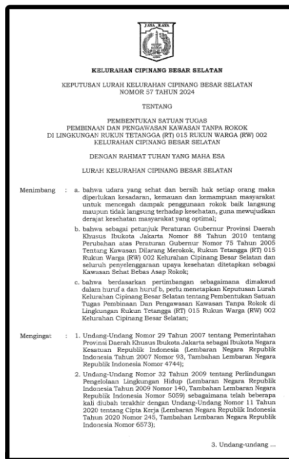 JAYA RAYA
KELURAHAN CIPINANG BESAR SELATAN
KEPUTUSAN LURAH KELURAHAN CIPINANG BESAR SELATAN
NOMOR 57 TAHUN 2024
TENTANG
PEMBENTUKAN SATUAN TUGAS
PEMBINAAN DAN PENGAWASAN KAWASAN TANPA ROKOK
DI LINGKUNGAN RUKUN TETANGGA (RT) 015 RUKUN WARGA (RW) 002
KELURAHAN CIPINANG BESAR SELATAN
DENGAN RAHMAT TUHAN YANG MAHA ESA
LURAH KELURAHAN CIPINANG BESAR SELATAN
Menimbang : a. bahwa udara yang sehat dan bersih hak setiap orang maka
diperlukan kesadaran, kemauan dan kemampuan masyarakat
untuk mencegah dampak penggunaan rokok baik langsung
maupun tidak langsung terhadap kesehatan, guna mewujudkan
derajat kesehatan masyarakat yang optimal;
b. bahwa sebagai petunjuk Peraturan Gubernur Provinsi Daerah
Khusus Ibukota Jakarta Nomor 88 Tahun 2010 tentang
Perubahan atas Peraturan Gubernur Nomor 75 Tahun 2005
Tentang Kawasan Dilarang Merokok, Rukun Tetangga (RT) 015
Rukun Warga (RW) 002 Kelurahan Cipinang Besar Selatan dan
seluruh penyelenggaraan upaya kesehatan ditetapkan sebagai
Kawasan Sehat Bebas Asap Rokok;
c. bahwa berdasarkan pertimbangan sebagaimana dimaksud
dalam huruf a dan huruf b, perlu menetapkan Keputusan Lurah
Kelurahan Cipinang Besar Selatan tentang Pembentukan Satuan
Tugas Pembinaan Dan Pengawasan Kawasan Tanpa Rokok di
Lingkungan Rukun Tetangga (RT) 015 Rukun Warga (RW) 002
Kelurahan Cipinang Besar Selatan;
Mengingat : 1. Undang-Undang Nomor 29 Tahun 2007 tentang Pemerintahan
Provinsi Daerah Khusus Ibukota Jakarta sebagai Ibukota Negara
Kesatuan Republik Indonesia (Lembaran Negara Republik
Indonesia Tahun 2007 Nomor 93, Tambahan Lembaran Negara
Republik Indonesia Nomor 4744);
2. Undang-Undang Nomor 32 Tahun 2009 tentang Perlindungan
Pengelolaan Lingkungan Hidup (Lembaran Negara Republik
Indonesia Tahun 2009 Nomor 140, Tambahan Lembaran Negara
Republik Indonesia Nomor 5059) sebagaimana telah beberapa
kali diubah terakhir dengan Undang-Undang Nomor 11 Tahun
2020 tentang Cipta Kerja (Lembaran Negara Republik Indonesia
Tahun 2020 Nomor 245, Tambahan Lembaran Negara Republik
Indonesia Nomor 6573);
3. Undang-undang ...